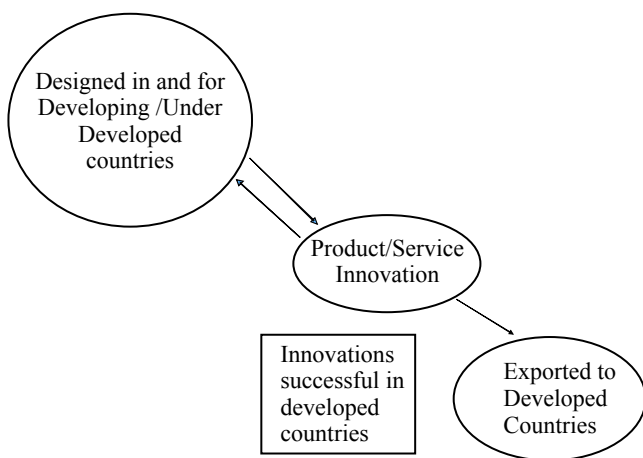 Designed in and for
Developing /Under
Developed
countries
Product/Service
Innovation
Innovations
successful in
developed
countries
Exported to
Developed
Countries